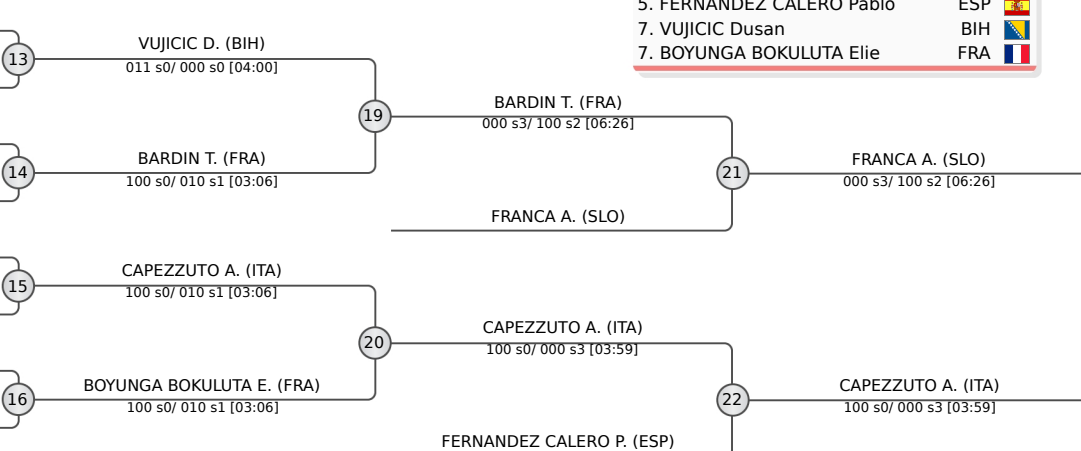 5. FERNANDEZ CALERO Pablo ESP
7. VUJICIC Dusan BIH
7. BOYUNGA BOKULUTA Elie FRA
VUJICIC D. (BIH)
13
011 s0/ 000 s0 [04:00]
BARDIN T. (FRA)
19
000 s3/ 100 s2 [06:26]
BARDIN T. (FRA)
14
100 s0/ 010 s1 [03:06]
FRANCA A. (SLO)
21
000 s3/ 100 s2 [06:26]
FRANCA A. (SLO)
CAPEZZUTO A. (ITA)
15
100 s0/ 010 s1 [03:06]
CAPEZZUTO A. (ITA)
20
100 s0/ 000 s3 [03:59]
BOYUNGA BOKULUTA E. (FRA)
16
100 s0/ 010 s1 [03:06]
CAPEZZUTO A. (ITA)
22
100 s0/ 000 s3 [03:59]
FERNANDEZ CALERO P. (ESP)